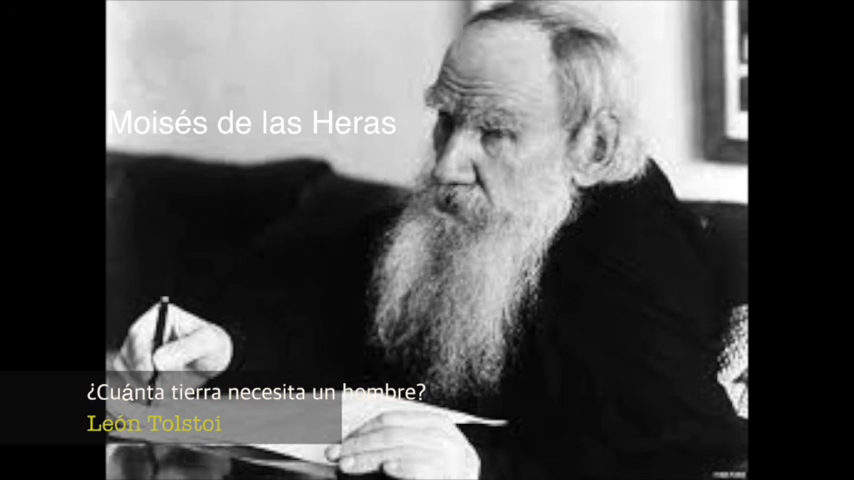 Moisés de las Heras
¿Cuánta tierra necesita un hombre?
León Tolstoi